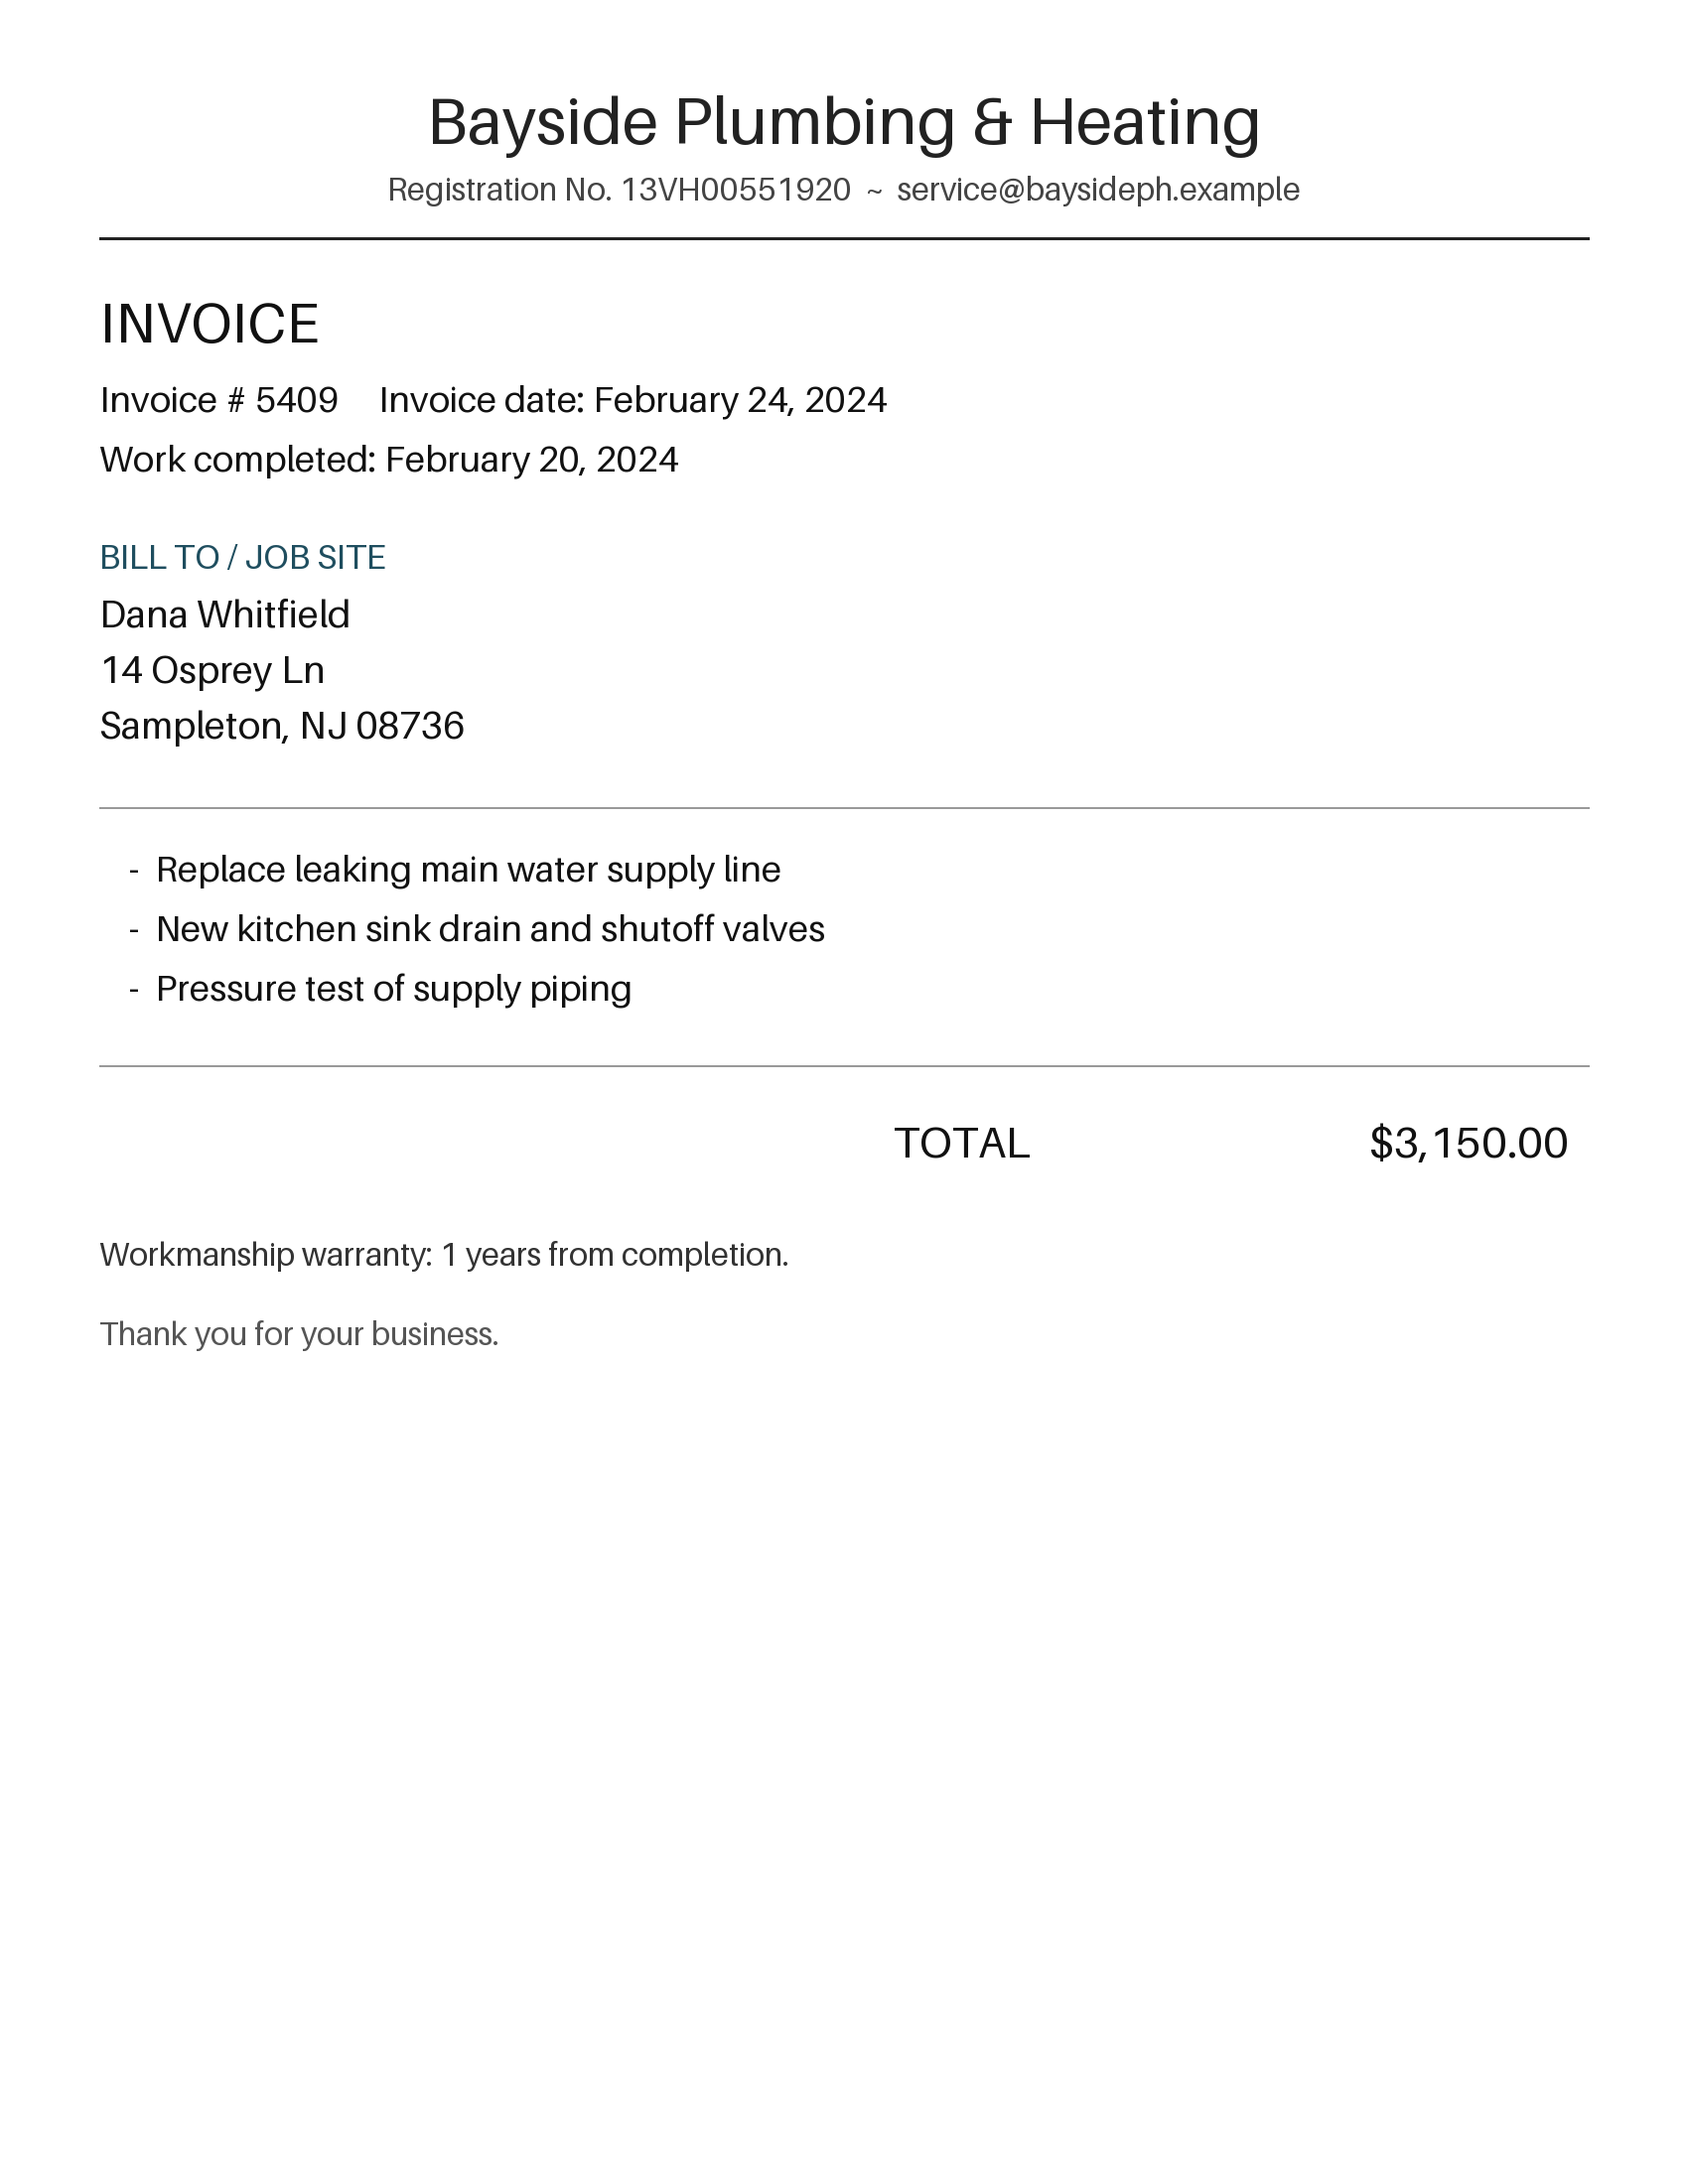 Bayside Plumbing & Heating
Registration No. 13VH00551920 ~ service@baysideph.example
INVOICE
Invoice # 5409 Invoice date: February 24, 2024
Work completed: February 20, 2024
BILL TO / JOB SITE
Dana Whitfield
14 Osprey Ln
Sampleton, NJ 08736
- Replace leaking main water supply line
- New kitchen sink drain and shutoff valves
- Pressure test of supply piping
TOTAL $3,150.00
Workmanship warranty: 1 years from completion.
Thank you for your business.